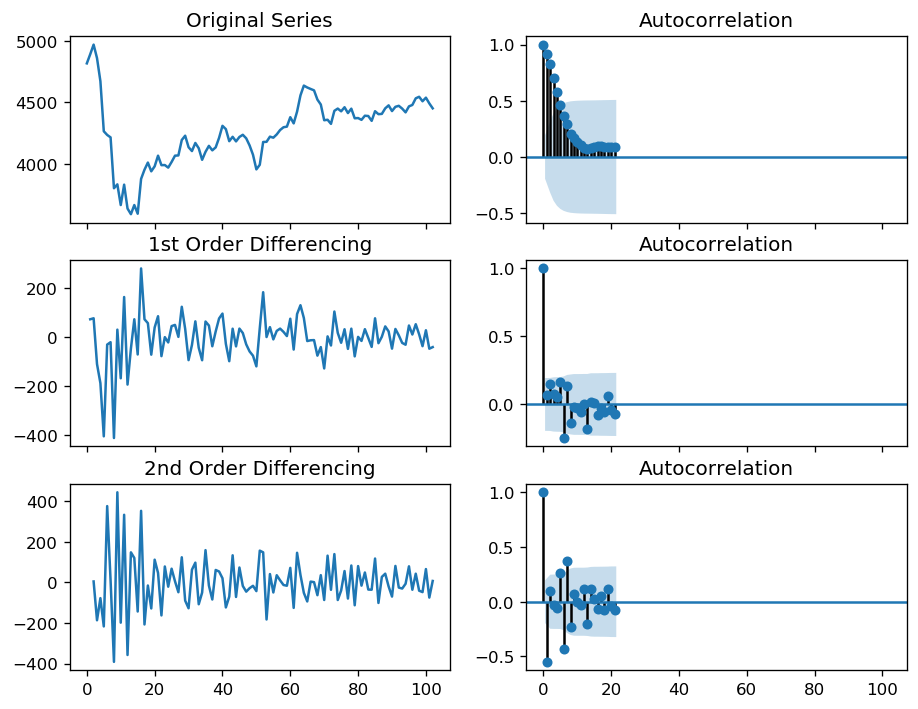 Original Series
Autocorrelation
5000
4500
4000
1.0
0.5
0.0
−0.5
1st Order Differencing
Autocorrelation
200
0
−200
−400
1.0
0.5
0.0
2nd Order Differencing
Autocorrelation
400
200
0
−200
−400
1.0
0.5
0.0
−0.5
0 20 40 60 80 100
0 20 40 60 80 100